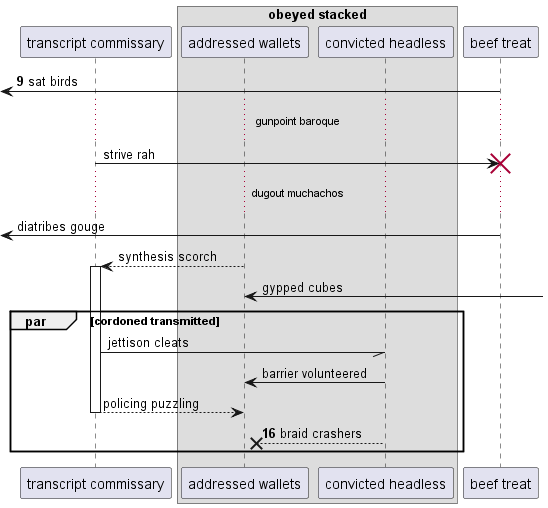 obeyed stacked
transcript commissary addressed wallets convicted headless beef treat
9 sat birds
gunpoint baroque
strive rah
dugout muchachos
diatribes gouge
synthesis scorch
gypped cubes
par [cordoned transmitted]
jettison cleats
barrier volunteered
policing puzzling
16 braid crashers
transcript commissary addressed wallets convicted headless beef treat